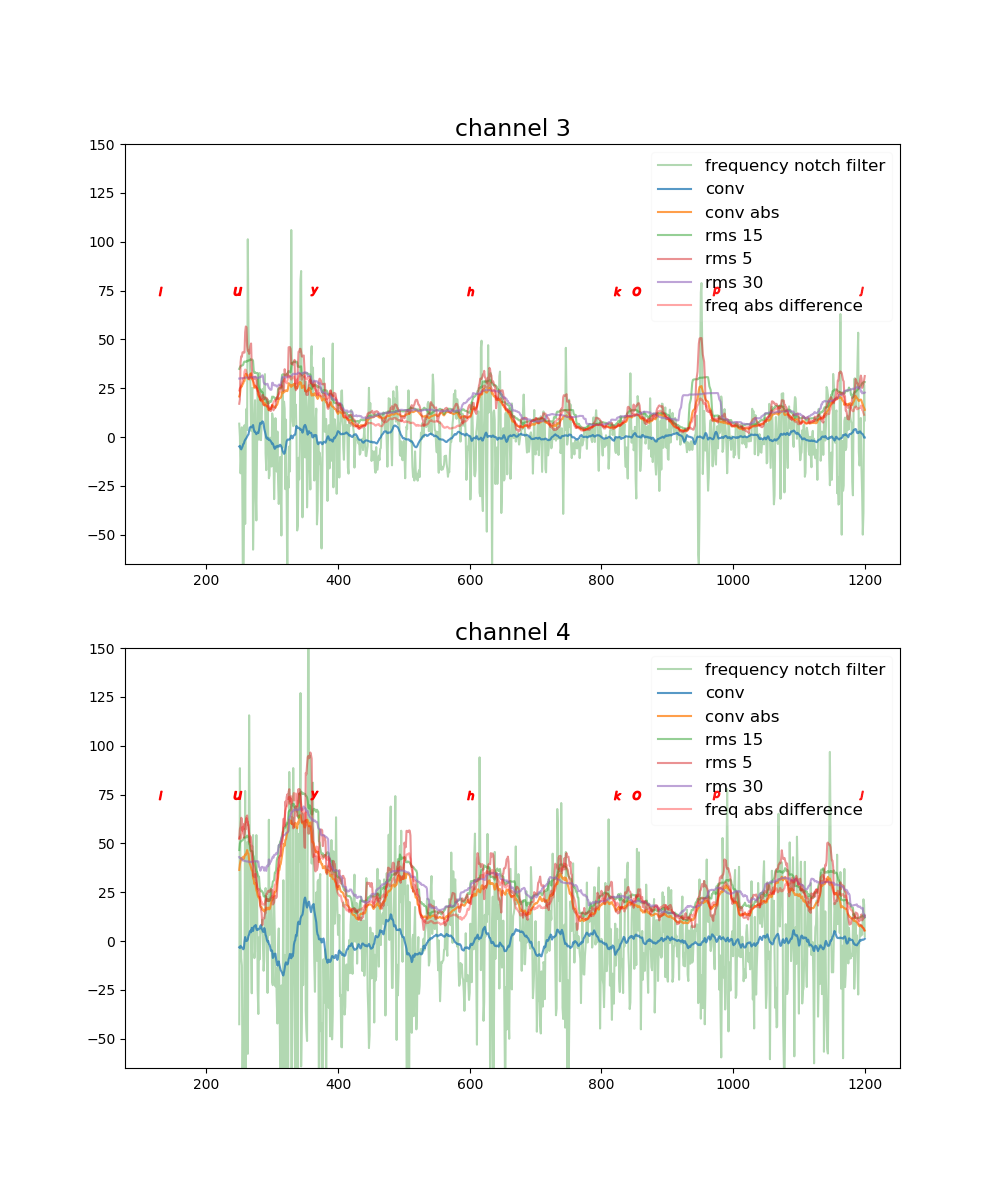 channel 3
150
125
100
75
50
25
0
−25
−50
frequency notch filter
conv
conv abs
rms 15
rms 5
rms 30
freq abs difference
l u y h k o p j
200 400 600 800 1000 1200
channel 4
150
125
100
75
50
25
0
−25
−50
frequency notch filter
conv
conv abs
rms 15
rms 5
rms 30
freq abs difference
l u y h k o p j
200 400 600 800 1000 1200